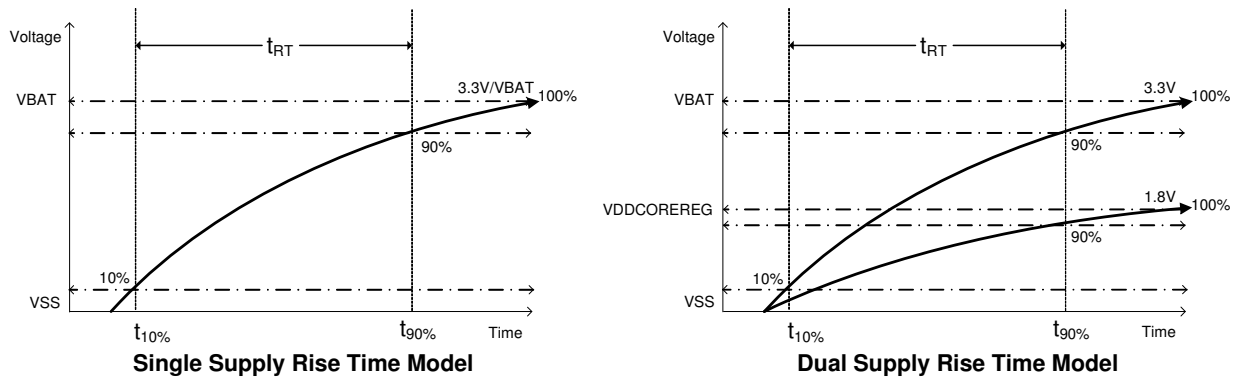 Voltage
tRT
3.3V/VBAT
VBAT
100%
90%
10%
VSS
t10%
t90%
Time
Single Supply Rise Time Model
Voltage
tRT
3.3V
VBAT
100%
90%
1.8V
VDDCOREREG
100%
90%
10%
VSS
t10%
t90%
Time
Dual Supply Rise Time Model